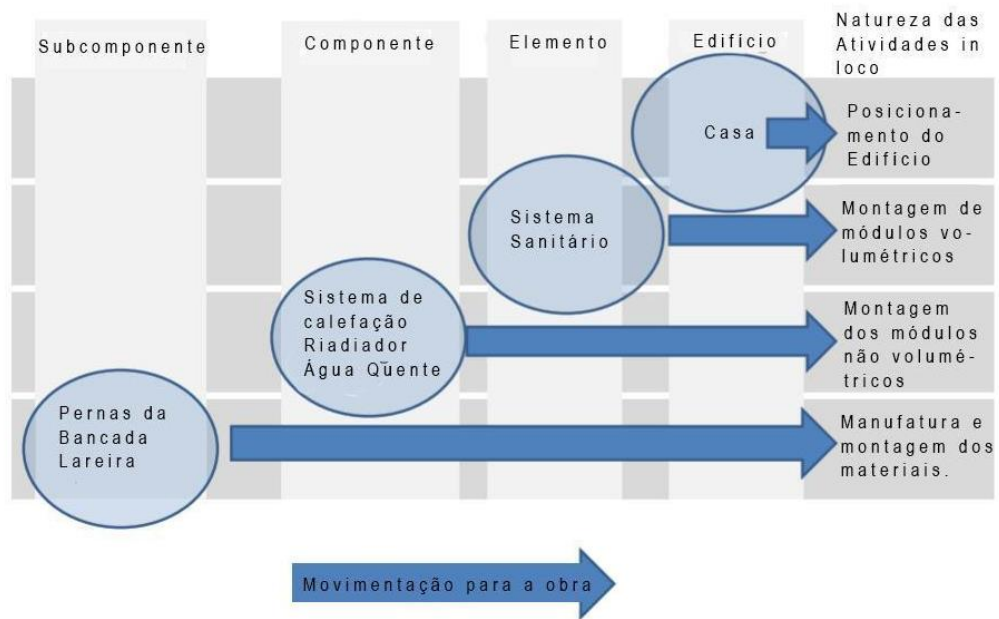 Subcomponente
Componente
Elemento
Edifício
Natureza das
Atividades in
loco
Casa
Posiciona-
mento do
Edifício
Sistema
Sanitário
Montagem de
módulos vo-
lumétricos
Sistema de
calefação
Riadiador
Água Quente
Montagem
dos módulos
não volumé-
tricos
Pernas da
Bancada
Lareira
Manufatura e
montagem dos
materiais.
Movimentação para a obra